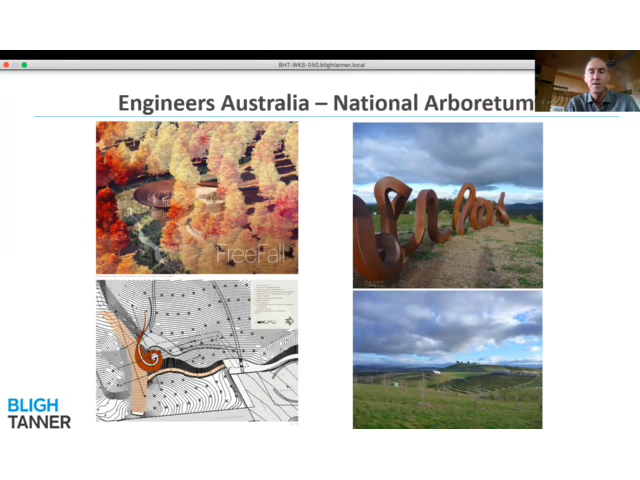 BHT-WKS-050.blightanner.local
Engineers Australia – National Arboretum
FreeFall
BLIGH
TANNER